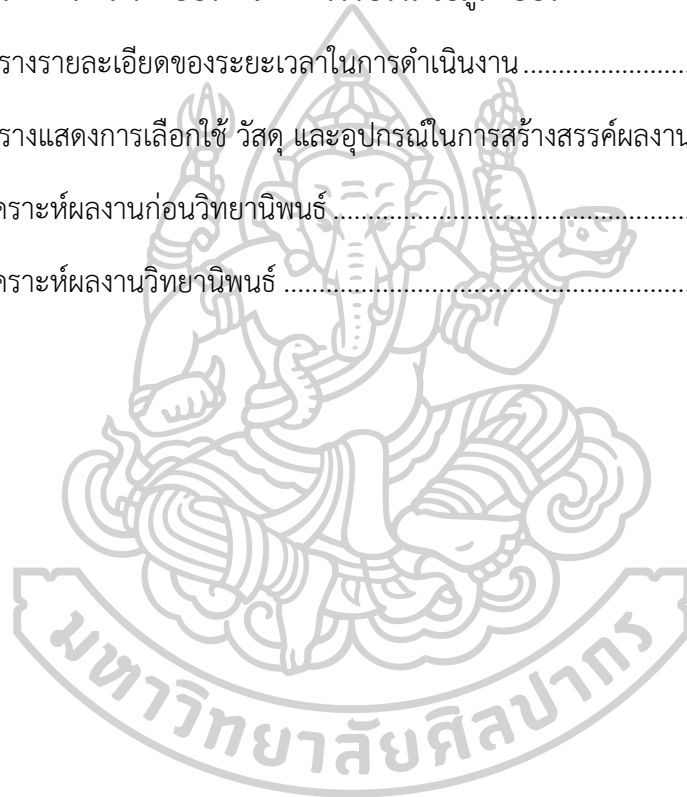 รางรายละเอียดของระยะเวลาในการดำเนินงาน ........................
รางแสดงการเลือกใช้ วัสดุ และอุปกรณ์ในการสร้างสรรค์ผลงาน
คราะห์ผลงานก่อนวิทยานิพนธ์ ....................................................
คราะห์ผลงานวิทยานิพนธ์ ...........................................................
มหาวิทยาลัยศิลปากร